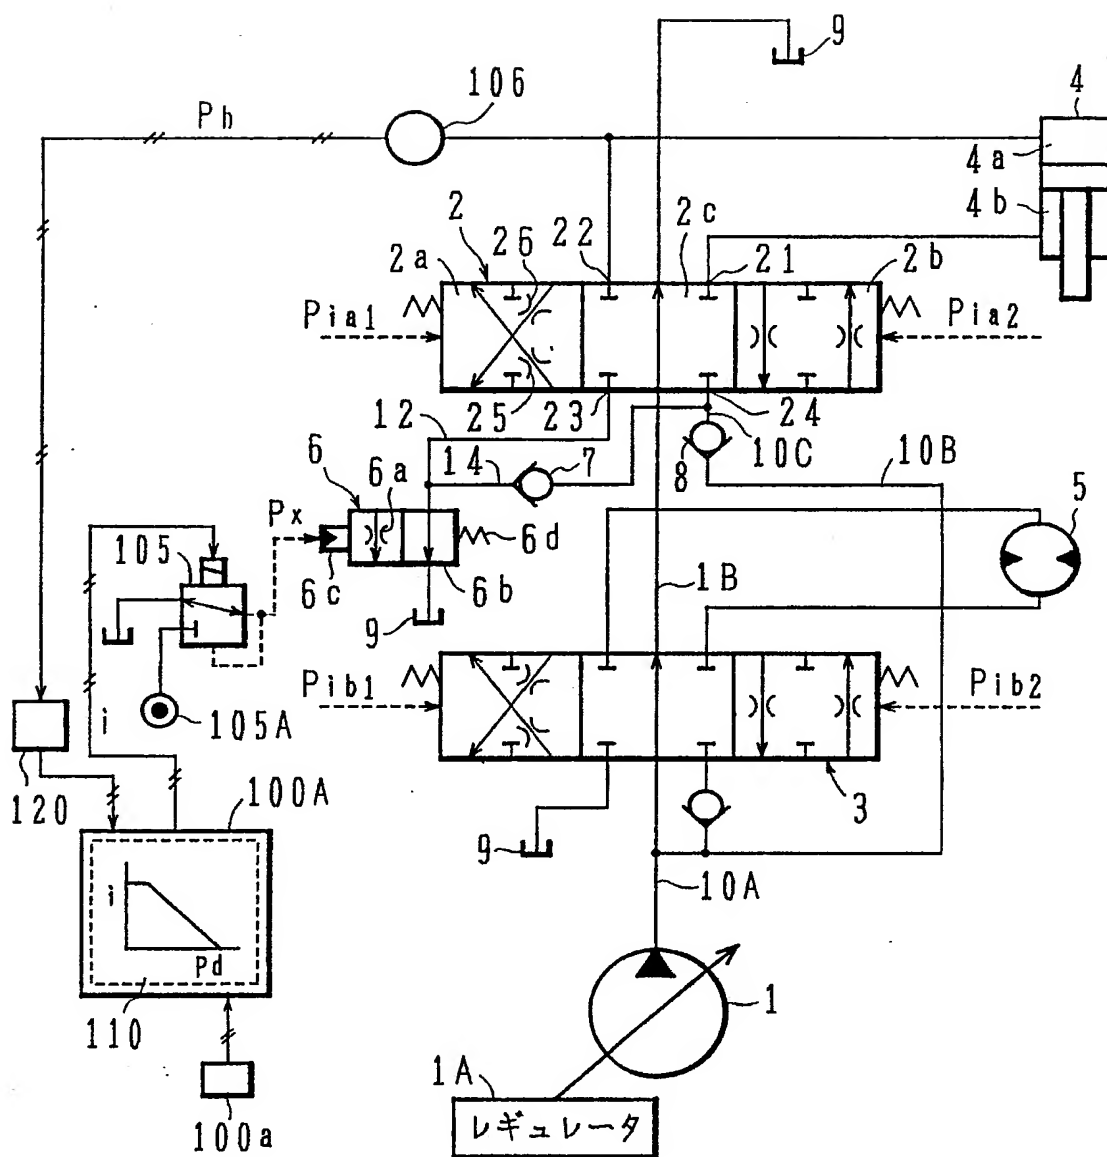 9
106
Ph
4
4a
4b
2
26
22
2c
21
2b
2a
Pia1
Pia2
25
23
24
12
10C
10B
8
14
7
6
6a
5
Px
6d
105
6c
6b
1B
9
Pib1
Pib2
i
105A
120
100A
3
9
10A
i
Pd
110
1
1A
100a
レギュレータ